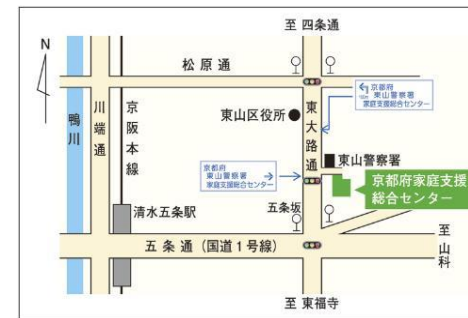 至 四条通
N
松原通
京都府
東山警察署
家庭支援総合センター
鴨川
川端通
京阪本線
東山区役所
東大路通
東山警察署
京都府
東山警察署
家庭支援総合センター
京都府家庭支援
総合センター
清水五条駅
五条坂
五条通(国道1号線)
至 山科
至 東福寺